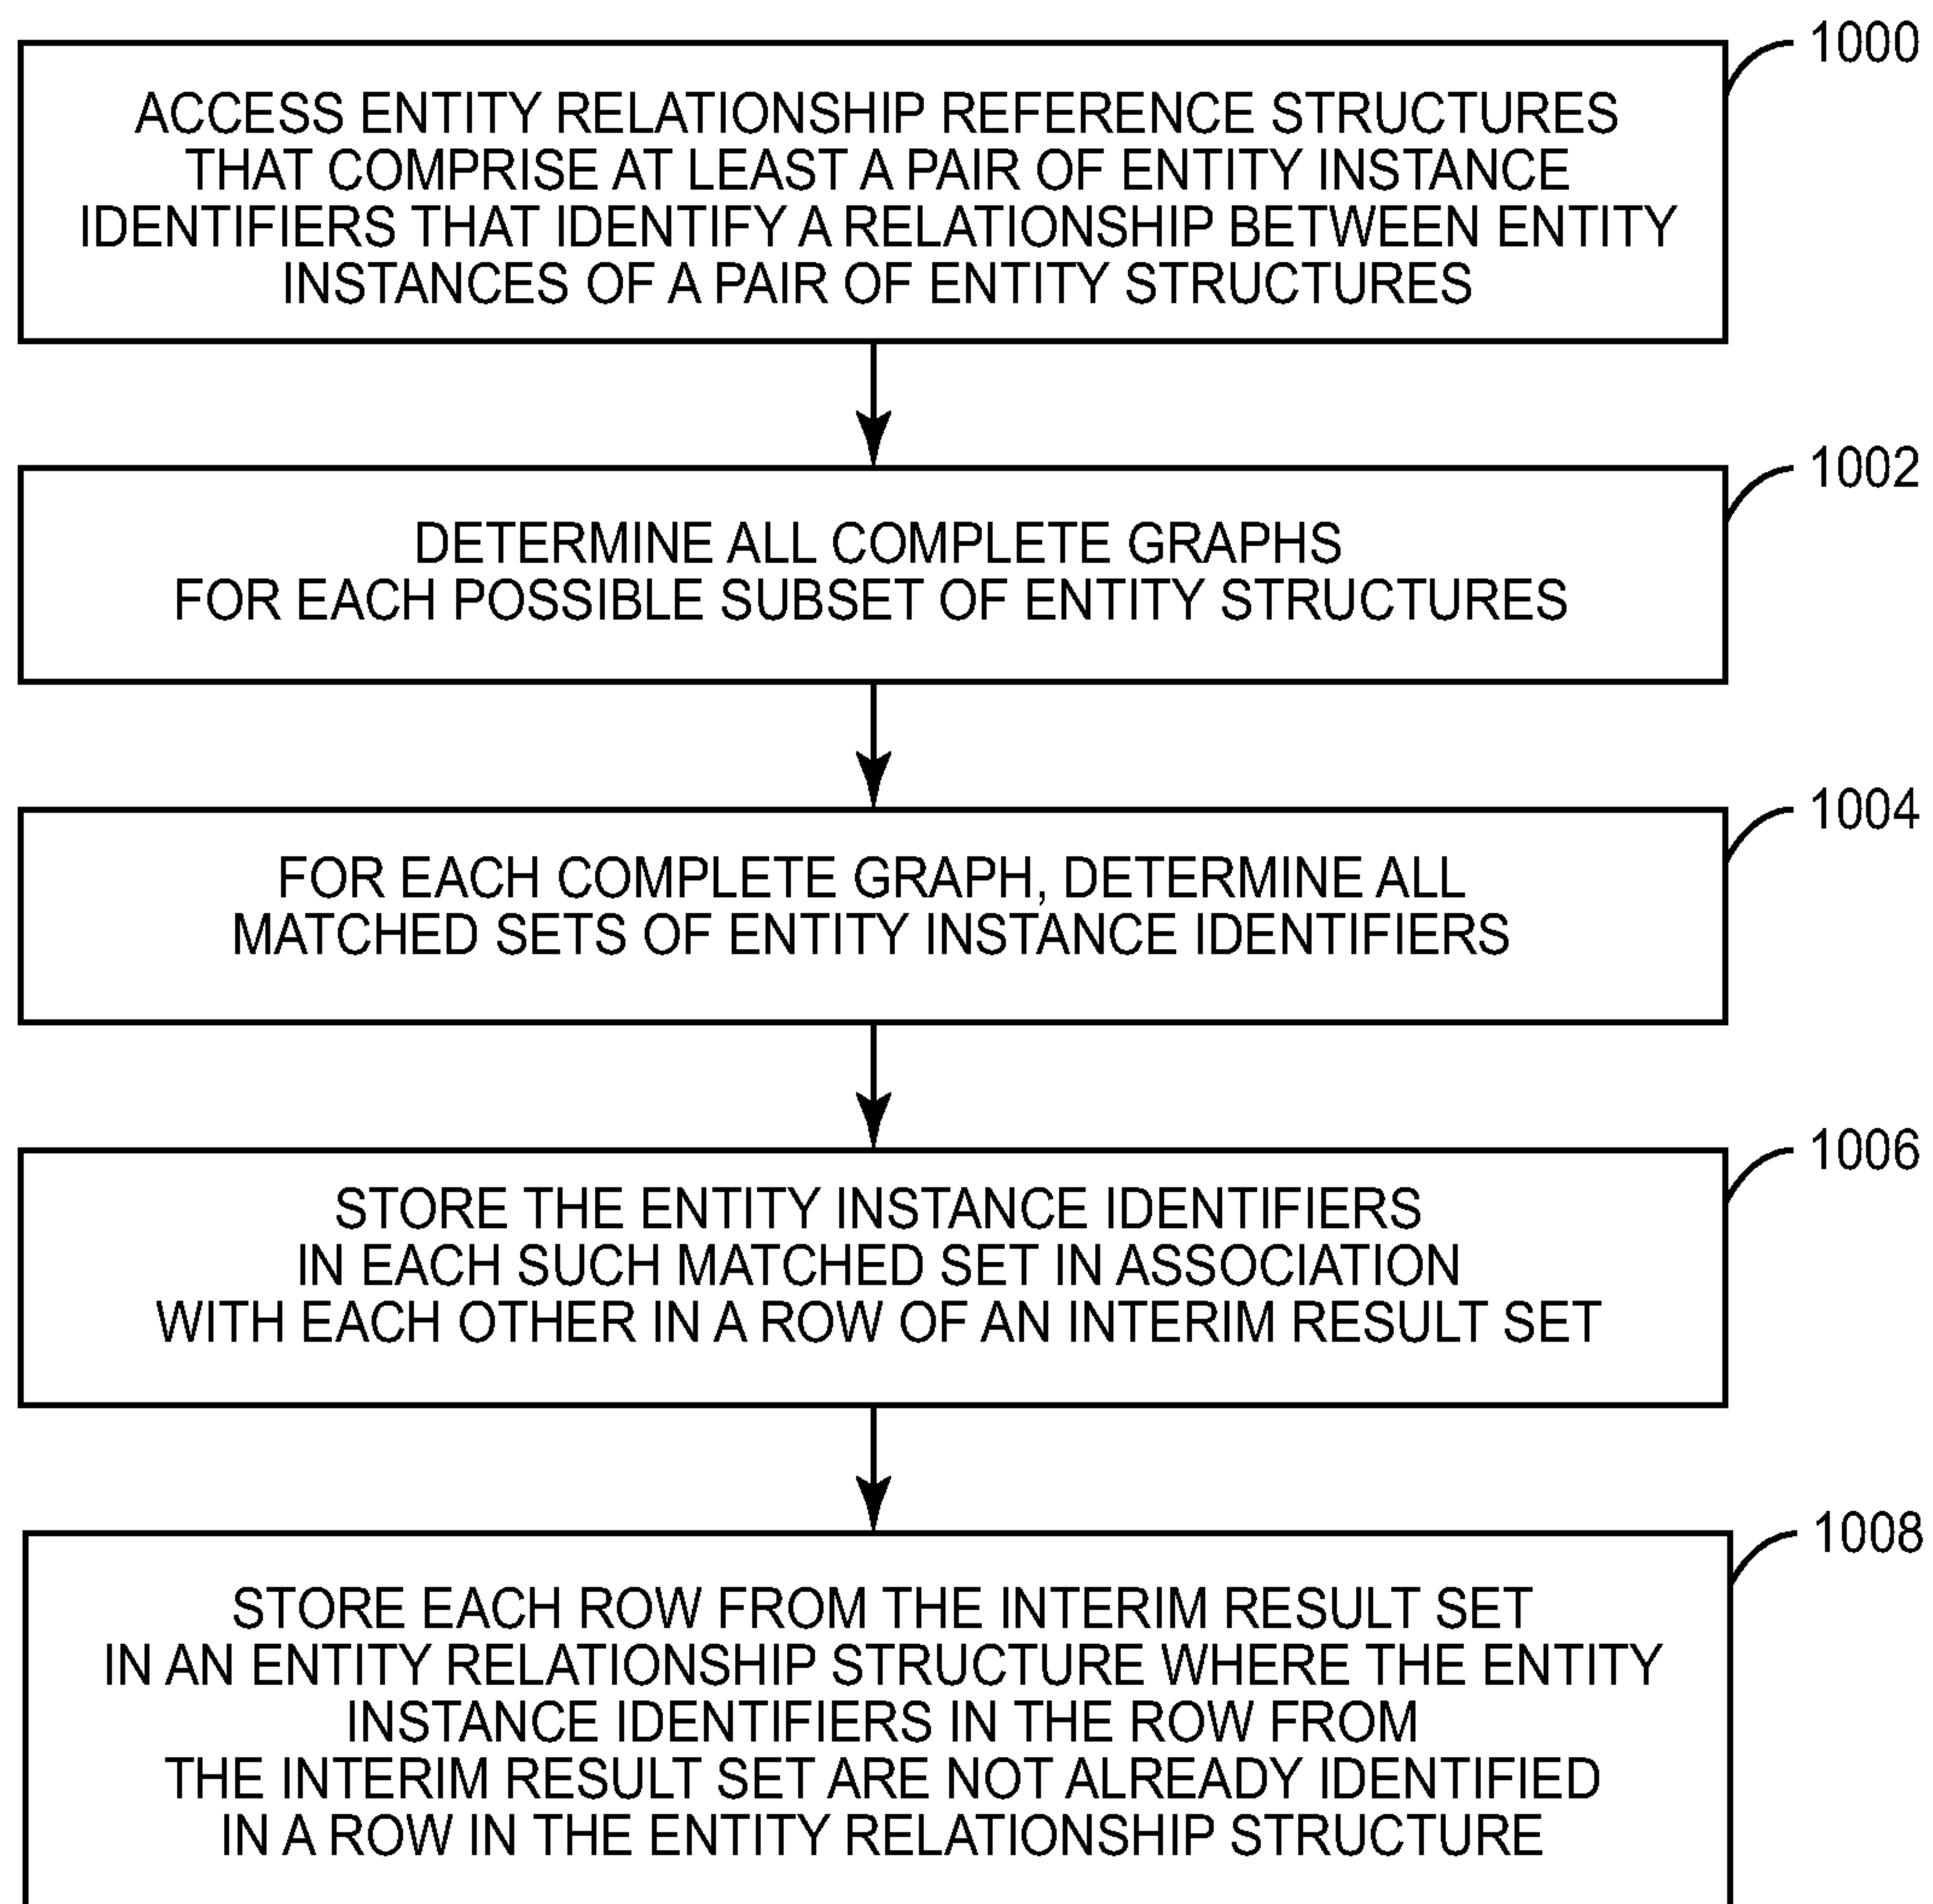 1000
ACCESS ENTITY RELATIONSHIP REFERENCE STRUCTURES
THAT COMPRISE AT LEAST A PAIR OF ENTITY INSTANCE
IDENTIFIERS THAT IDENTIFY A RELATIONSHIP BETWEEN ENTITY
INSTANCES OF A PAIR OF ENTITY STRUCTURES
1002
DETERMINE ALL COMPLETE GRAPHS
FOR EACH POSSIBLE SUBSET OF ENTITY STRUCTURES
1004
FOR EACH COMPLETE GRAPH, DETERMINE ALL
MATCHED SETS OF ENTITY INSTANCE IDENTIFIERS
1006
STORE THE ENTITY INSTANCE IDENTIFIERS
IN EACH SUCH MATCHED SET IN ASSOCIATION
WITH EACH OTHER IN A ROW OF AN INTERIM RESULT SET
1008
STORE EACH ROW FROM THE INTERIM RESULT SET
IN AN ENTITY RELATIONSHIP STRUCTURE WHERE THE ENTITY
INSTANCE IDENTIFIERS IN THE ROW FROM
THE INTERIM RESULT SET ARE NOT ALREADY IDENTIFIED
IN A ROW IN THE ENTITY RELATIONSHIP STRUCTURE